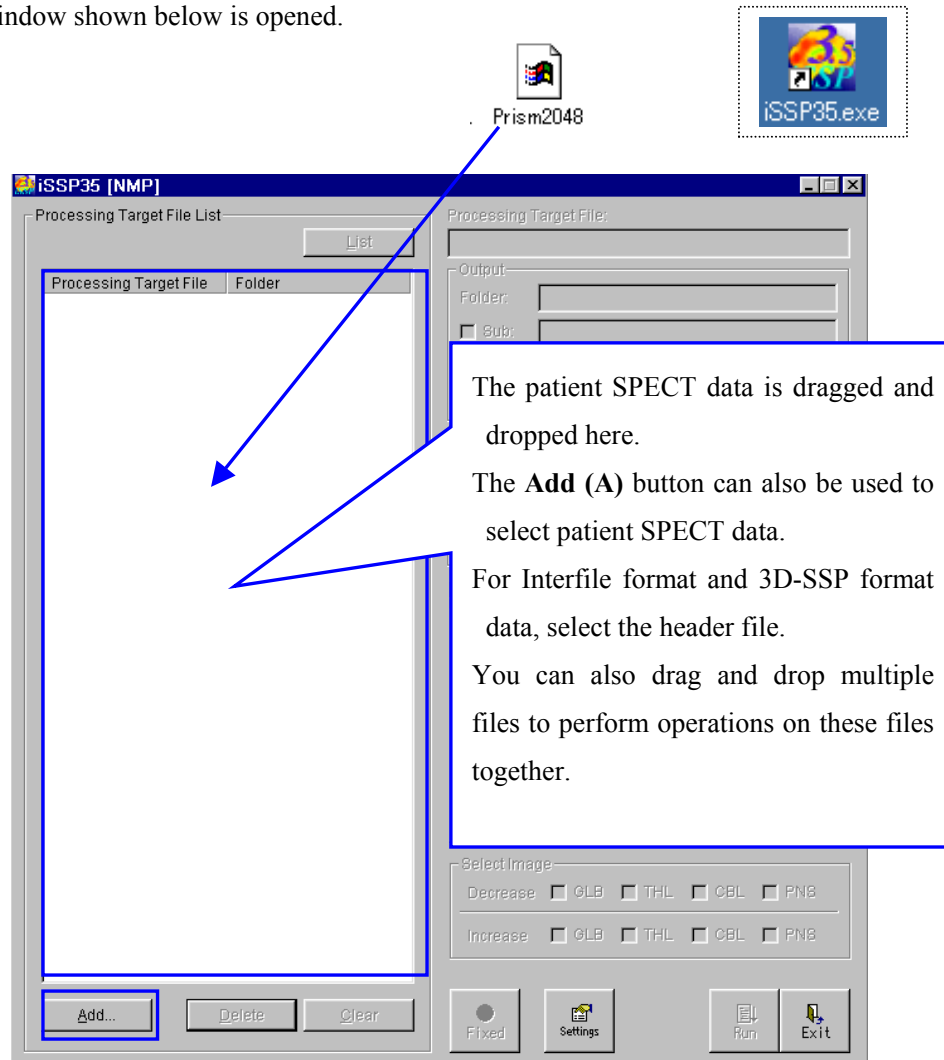 indow shown below is opened.
Prism2048
iSSP35.exe
iSSP35 [NMP]
Processing Target File List
List
Processing Target File Folder
Processing Target File:
Output
Folder:
Sub:
The patient SPECT data is dragged and
dropped here.
The Add (A) button can also be used to
select patient SPECT data.
For Interfile format and 3D-SSP format
data, select the header file.
You can also drag and drop multiple
files to perform operations on these files
together.
Select Image
Decrease GLB THL CBL PNS
Increase GLB THL CBL PNS
Add... Delete Clear
Fixed Settings Run Exit